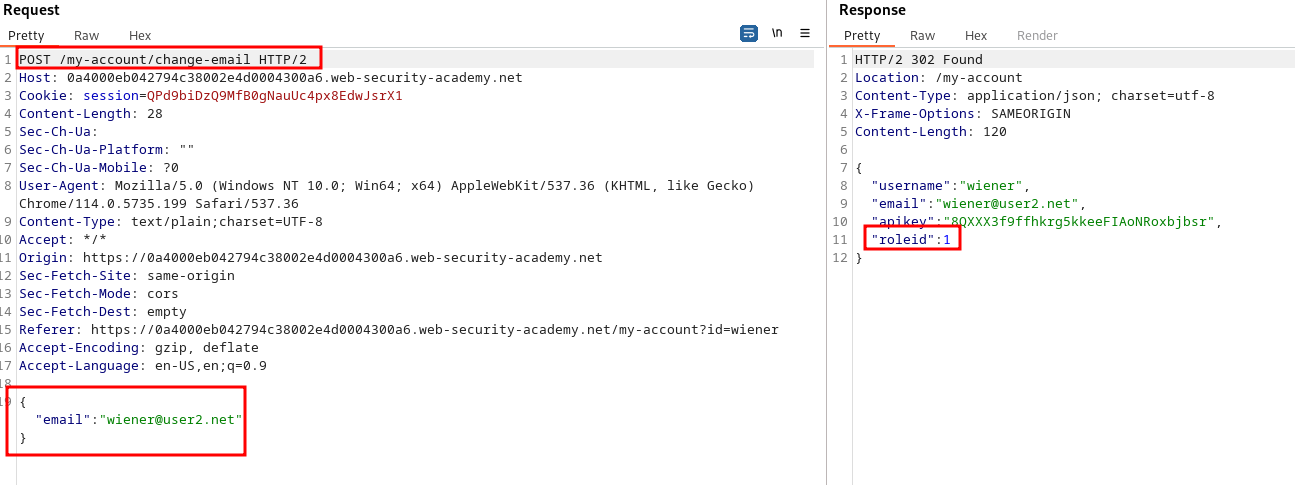 Request
Pretty Raw Hex
\n
1 POST /my-account/change-email HTTP/2
2 Host: 0a4000eb042794c38002e4d0004300a6.web-security-academy.net
3 Cookie: session=QPd9biDzQ9MfB0gNauUc4px8EdwJsrX1
4 Content-Length: 28
5 Sec-Ch-Ua:
6 Sec-Ch-Ua-Platform: ""
7 Sec-Ch-Ua-Mobile: ?0
8 User-Agent: Mozilla/5.0 (Windows NT 10.0; Win64; x64) AppleWebKit/537.36 (KHTML, like Gecko)
Chrome/114.0.5735.199 Safari/537.36
9 Content-Type: text/plain;charset=UTF-8
10 Accept: */*
11 Origin: https://0a4000eb042794c38002e4d0004300a6.web-security-academy.net
12 Sec-Fetch-Site: same-origin
13 Sec-Fetch-Mode: cors
14 Sec-Fetch-Dest: empty
15 Referer: https://0a4000eb042794c38002e4d0004300a6.web-security-academy.net/my-account?id=wiener
16 Accept-Encoding: gzip, deflate
17 Accept-Language: en-US,en;q=0.9
18
19 {
"email":"wiener@user2.net"
}
Response
Pretty Raw Hex Render
1 HTTP/2 302 Found
2 Location: /my-account
3 Content-Type: application/json; charset=utf-8
4 X-Frame-Options: SAMEORIGIN
5 Content-Length: 120
6
7 {
8 "username":"wiener",
9 "email":"wiener@user2.net",
10 "apikey":"8QXXX3f9ffhkrg5kkeeFIAoNRoxbjbsr",
11 "roleid":1
12 }